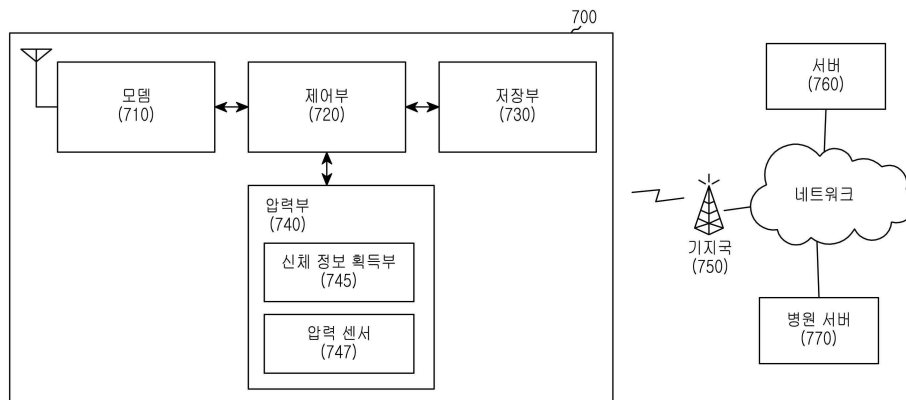 700
모뎀
(710)
제어부
(720)
저장부
(730)
압력부
(740)
신체 정보 획득부
(745)
압력 센서
(747)
기지국
(750)
서버
(760)
네트워크
병원 서버
(770)